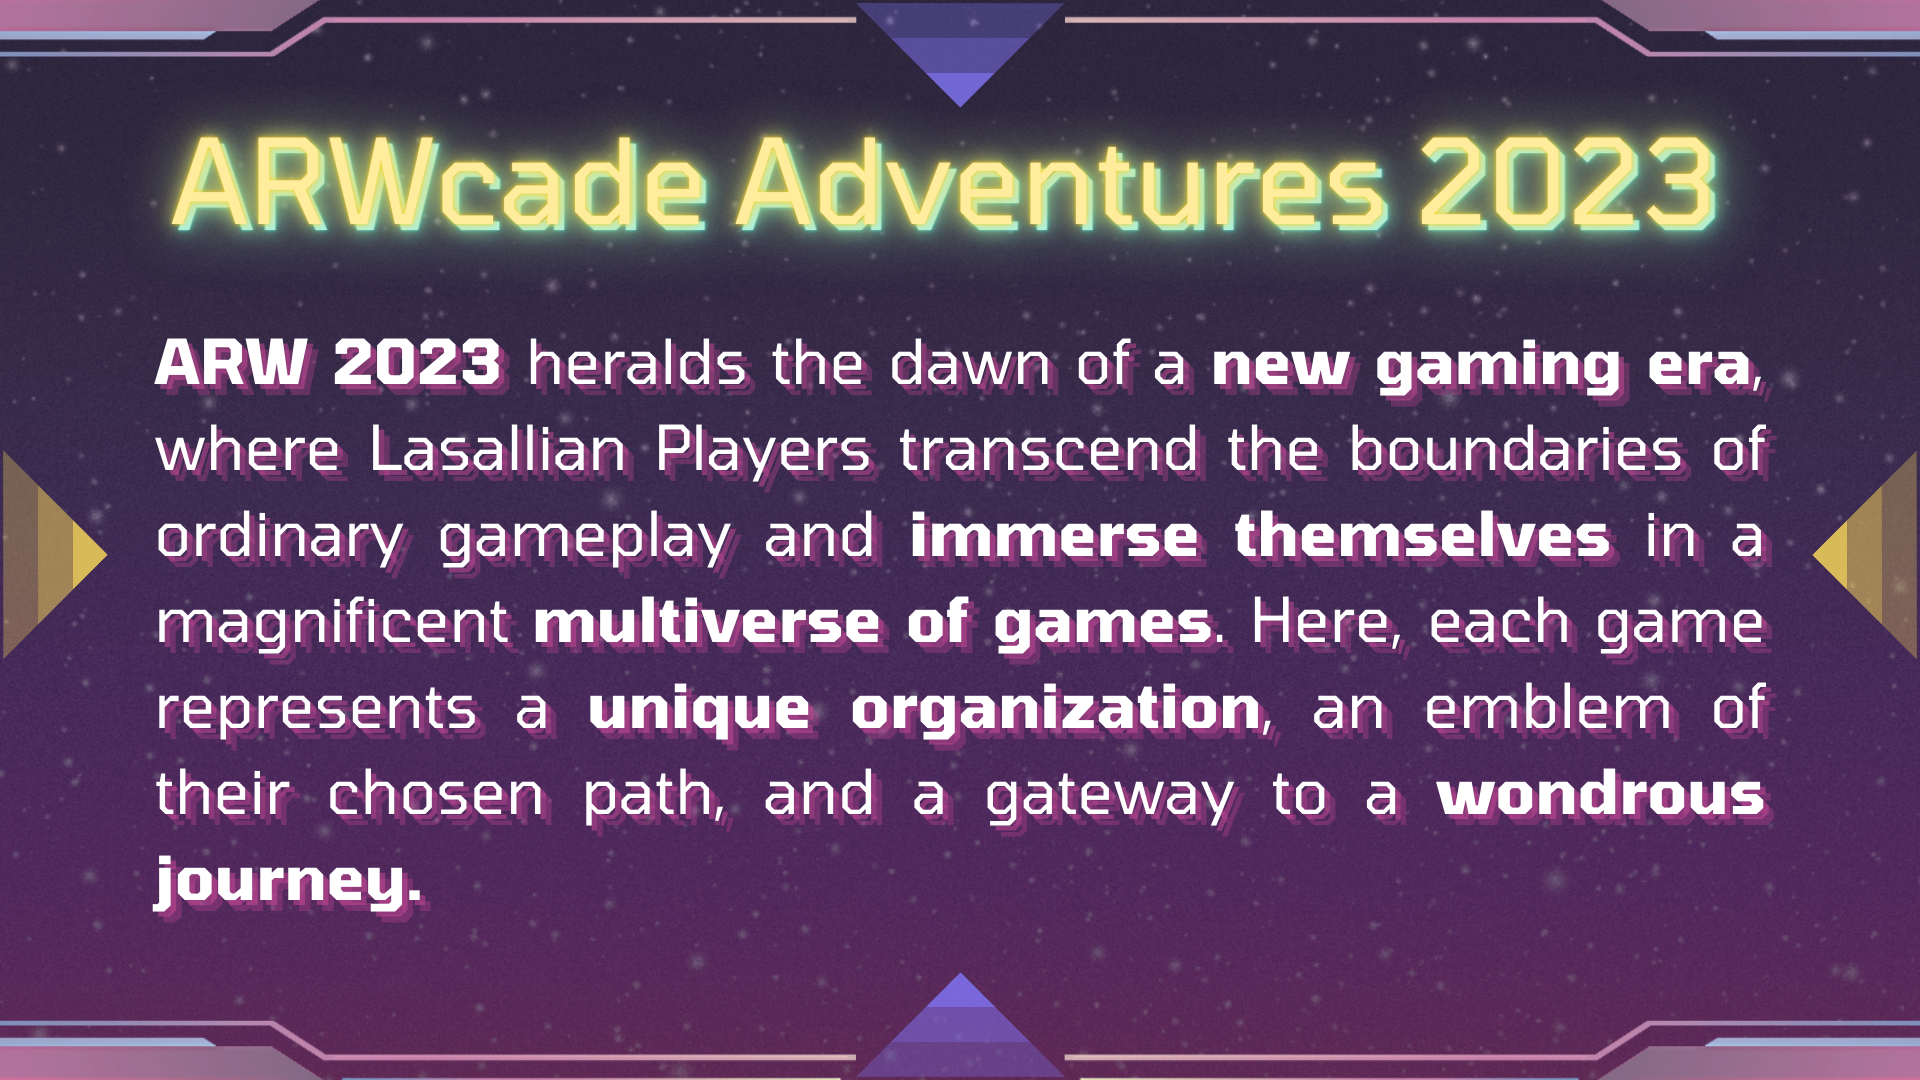 ARWcade Adventures 2023
ARW 2023 heralds the dawn of a new gaming era,
where Lasallian Players transcend the boundaries of
ordinary gameplay and immerse themselves in a
magnificent multiverse of games. Here, each game
represents a unique organization, an emblem of
their chosen path, and a gateway to a wondrous
journey.